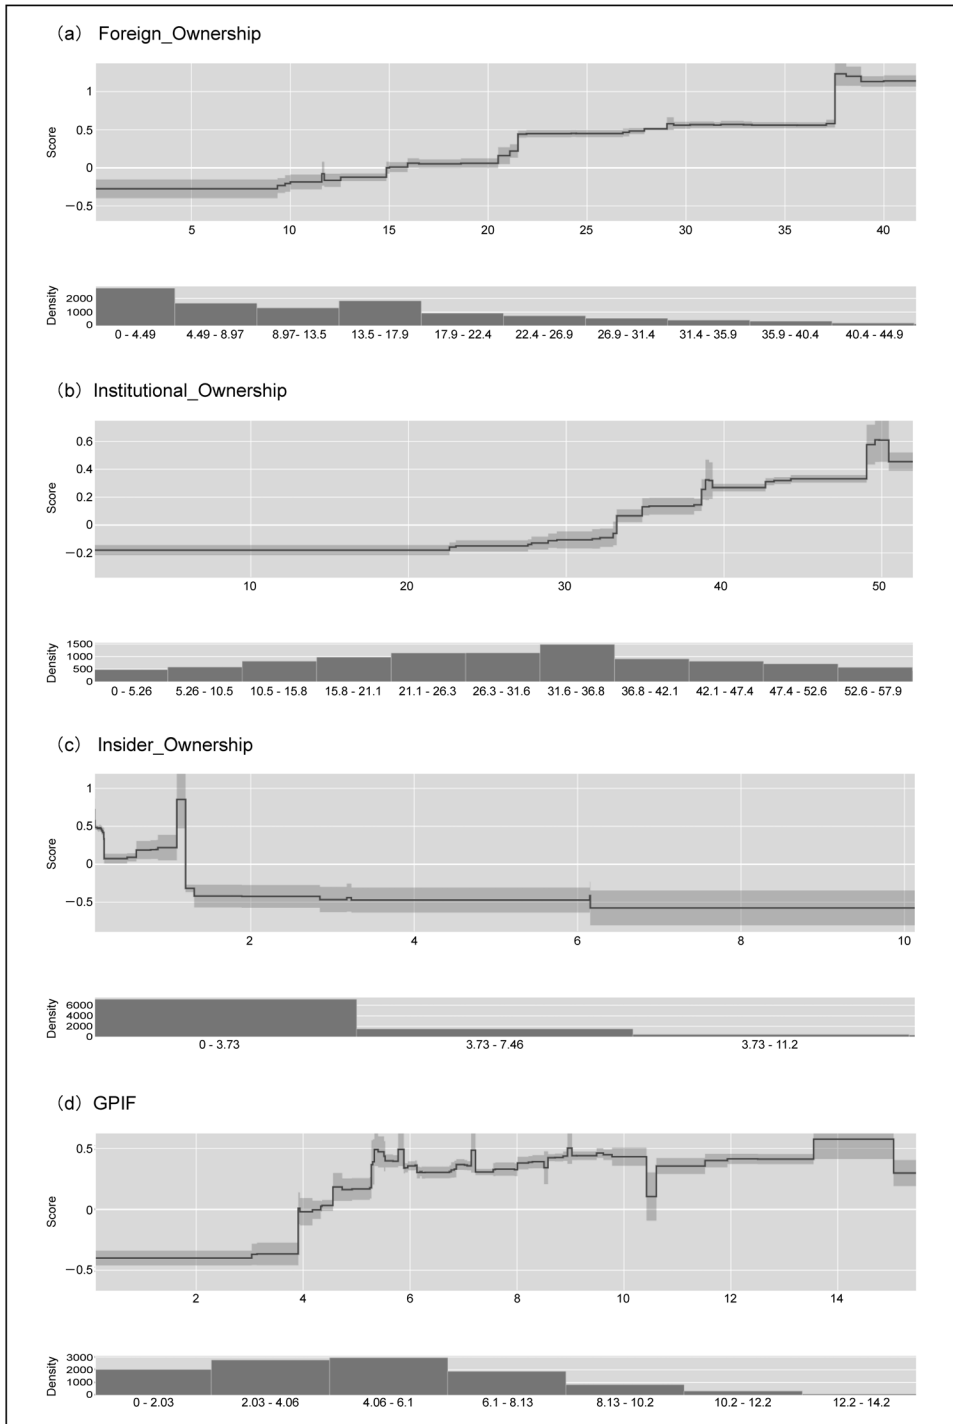 (a) Foreign_Ownership
1
0.5
0
−0.5
Score
5 10 15 20 25 30 35 40
2000
1000
0
Density
0 - 4.49 4.49 - 8.97 8.97- 13.5 13.5 - 17.9 17.9 - 22.4 22.4 - 26.9 26.9 - 31.4 31.4 - 35.9 35.9 - 40.4 40.4 - 44.9
(b) Institutional_Ownership
0.6
0.4
0.2
0
−0.2
Score
10 20 30 40 50
1500
1000
500
0
Density
0 - 5.26 5.26 - 10.5 10.5 - 15.8 15.8 - 21.1 21.1 - 26.3 26.3 - 31.6 31.6 - 36.8 36.8 - 42.1 42.1 - 47.4 47.4 - 52.6 52.6 - 57.9
(c) Insider_Ownership
1
0.5
0
−0.5
Score
2 4 6 8 10
6000
4000
2000
0
Density
0 - 3.73 3.73 - 7.46 3.73 - 11.2
(d) GPIF
0.5
0
−0.5
Score
2 4 6 8 10 12 14
3000
2000
1000
0
Density
0 - 2.03 2.03 - 4.06 4.06 - 6.1 6.1 - 8.13 8.13 - 10.2 10.2 - 12.2 12.2 - 14.2